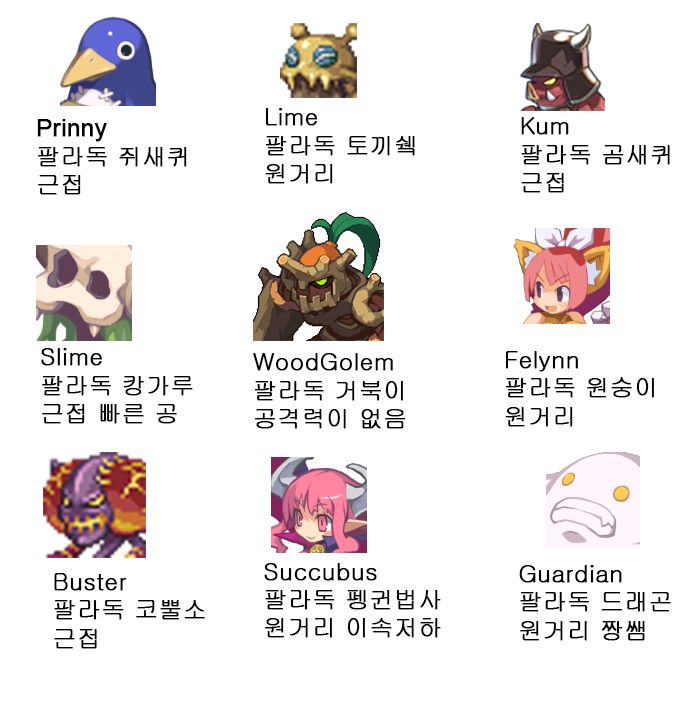 Prinny
팔라독 쥐새퀴
근접
Lime
팔라독 토끼쉨
원거리
Kum
팔라독 곰새퀴
근접
Slime
팔라독 캉가루
근접 빠른 공
WoodGolem
팔라독 거북이
공격력이 없음
Felynn
팔라독 원숭이
원거리
Buster
팔라독 코뿔소
근접
Succubus
팔라독 펭귄법사
원거리 이속저하
Guardian
팔라독 드래곤
원거리 짱쌤